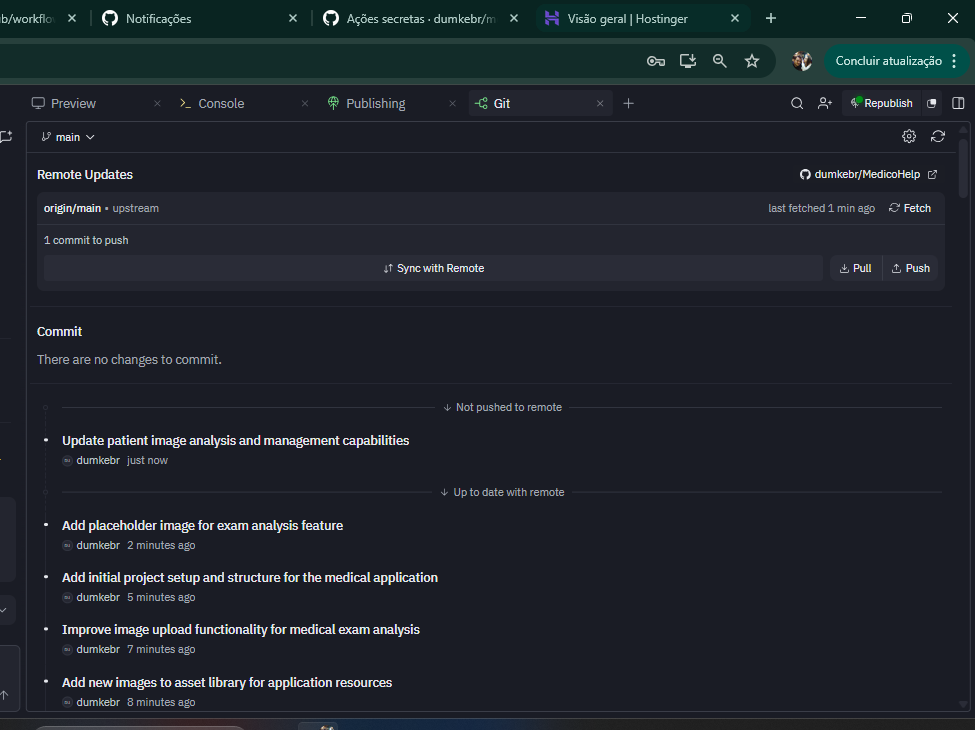 Notificações
Ações secretas · dumkebr/m
Visão geral | Hostinger
Concluir atualização
Preview
Console
Publishing
Git
Republish
main
Remote Updates
dumkebr/MedicoHelp
origin/main • upstream
last fetched 1 min ago
Fetch
1 commit to push
Sync with Remote
Pull
Push
Commit
There are no changes to commit.
Not pushed to remote
Update patient image analysis and management capabilities
dumkebr just now
Up to date with remote
Add placeholder image for exam analysis feature
dumkebr 2 minutes ago
Add initial project setup and structure for the medical application
dumkebr 5 minutes ago
Improve image upload functionality for medical exam analysis
dumkebr 7 minutes ago
Add new images to asset library for application resources
dumkebr 8 minutes ago